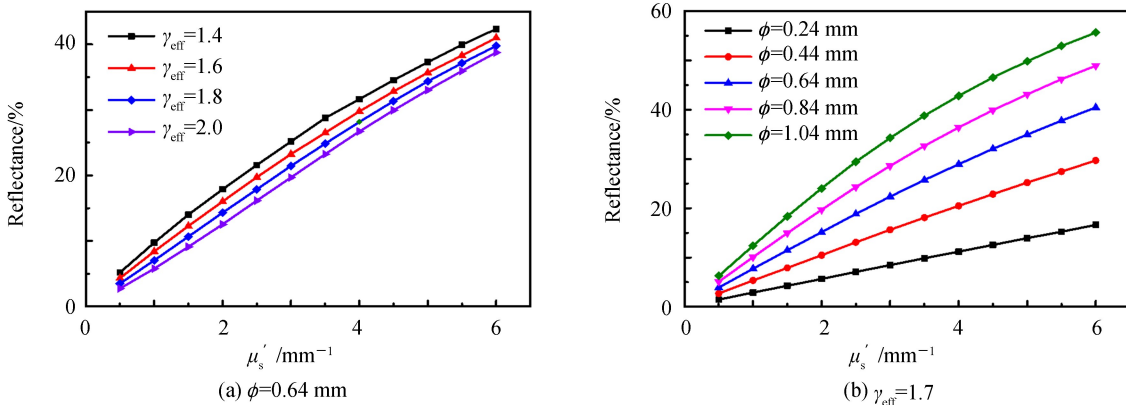 40
20
0
Reflectance/%
γeff=1.4
γeff=1.6
γeff=1.8
γeff=2.0
0 2 4 6
μs′ /mm−1
(a) ϕ=0.64 mm
60
40
20
0
Reflectance/%
ϕ=0.24 mm
ϕ=0.44 mm
ϕ=0.64 mm
ϕ=0.84 mm
ϕ=1.04 mm
0 2 4 6
μs′ /mm−1
(b) γeff=1.7